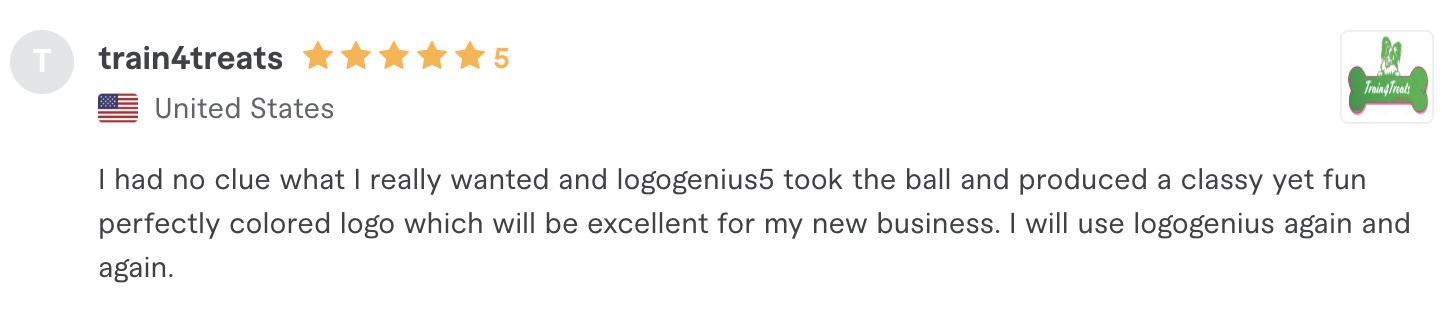 T
train4treats 5
United States
Train4Treats
I had no clue what I really wanted and logogenius5 took the ball and produced a classy yet fun
perfectly colored logo which will be excellent for my new business. I will use logogenius again and
again.